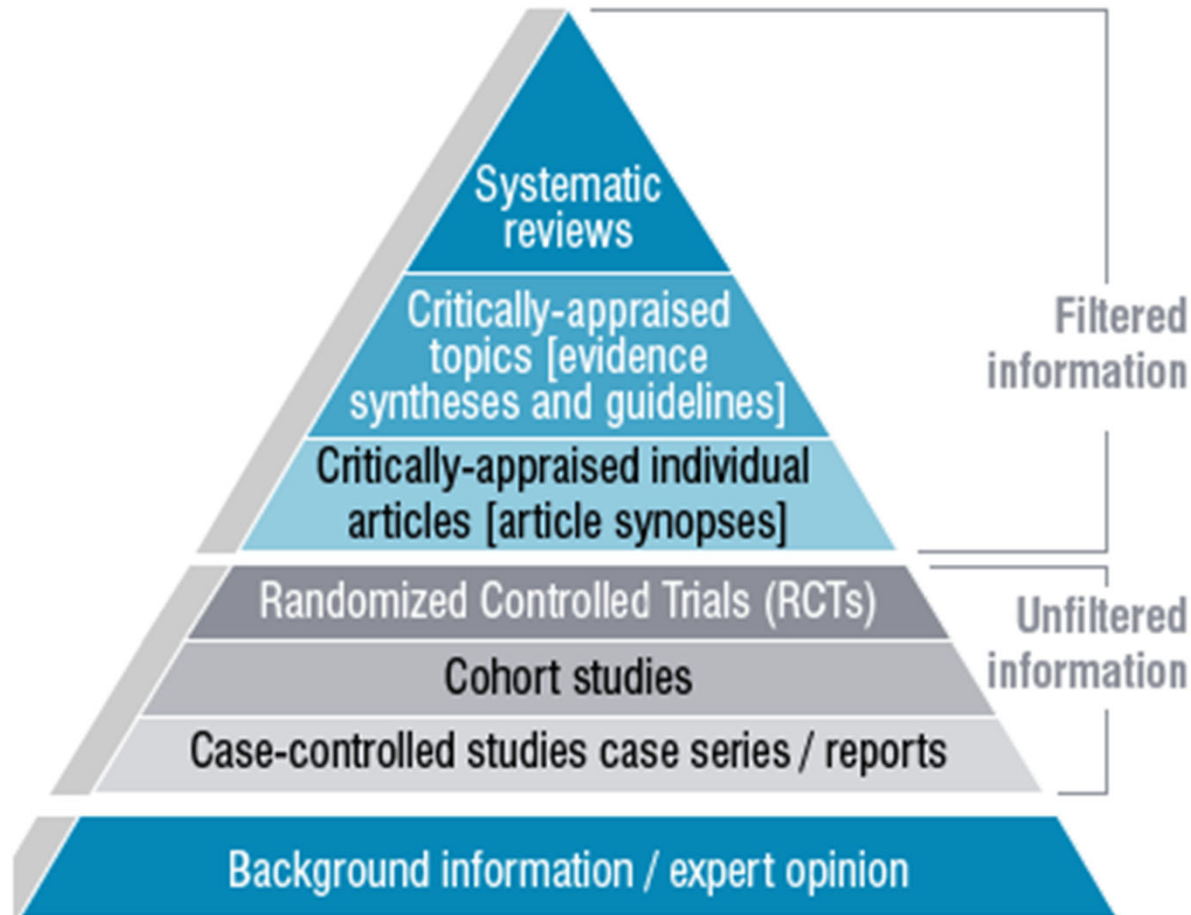 Systematic
reviews
Critically-appraised
topics [evidence
syntheses and guidelines]
Critically-appraised individual
articles [article synopses]
Filtered
information
Randomized Controlled Trials (RCTs)
Cohort studies
Case-controlled studies case series / reports
Unfiltered
information
Background information / expert opinion